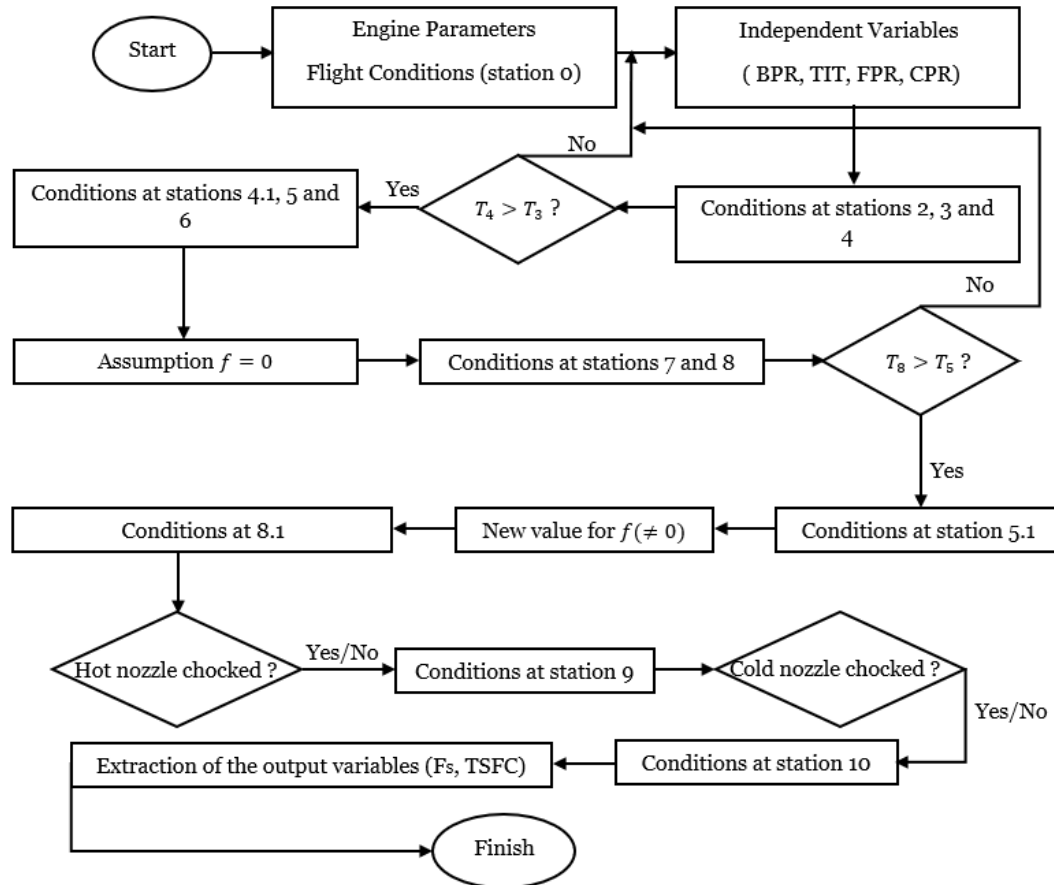 Start
Engine Parameters
Flight Conditions (station 0)
Independent Variables
( BPR, TIT, FPR, CPR)
No
Conditions at stations 4.1, 5 and
6
Yes
T₄ > T₃ ?
Conditions at stations 2, 3 and
4
No
Assumption f = 0
Conditions at stations 7 and 8
T₈ > T₅ ?
Yes
Conditions at 8.1
New value for f(≠ 0)
Conditions at station 5.1
Hot nozzle chocked ?
Yes/No
Conditions at station 9
Cold nozzle chocked ?
Yes/No
Extraction of the output variables (Fs, TSFC)
Conditions at station 10
Finish